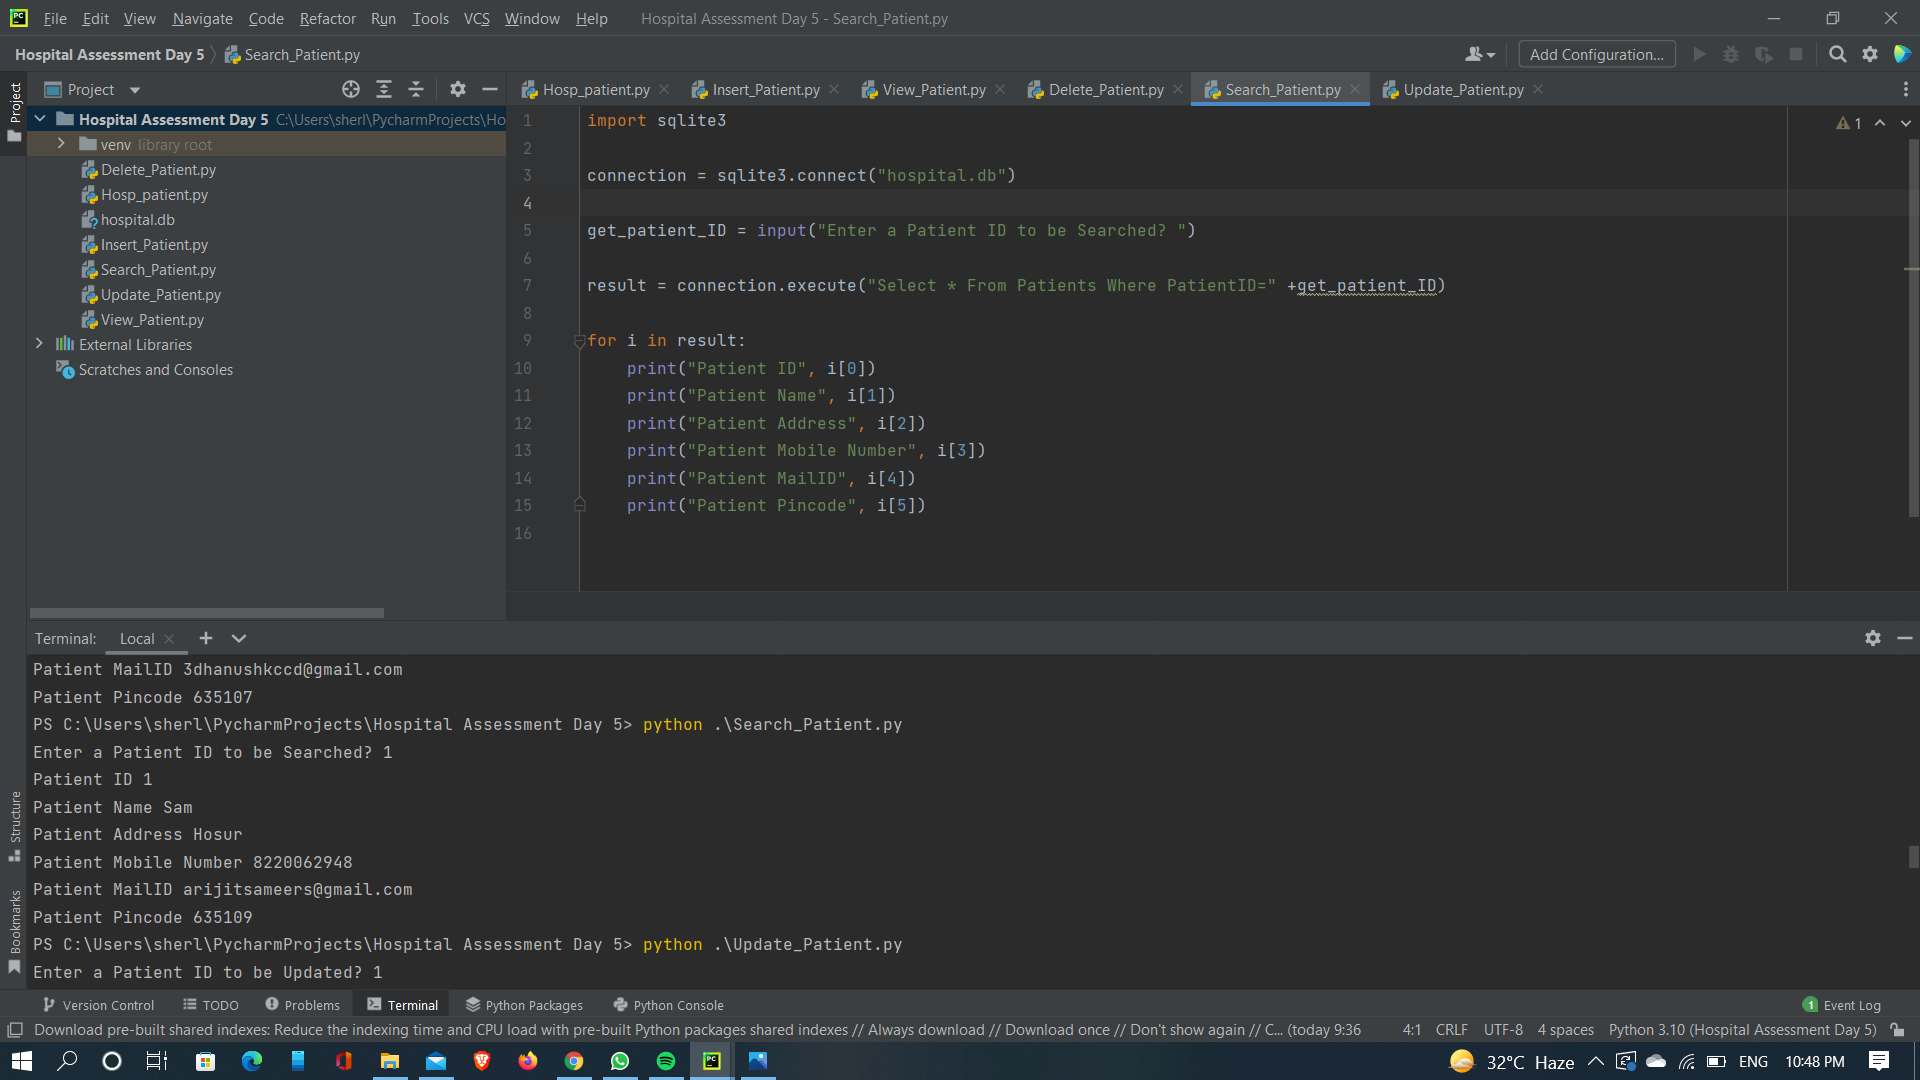 File Edit View Navigate Code Refactor Run Tools VCS Window Help Hospital Assessment Day 5 - Search_Patient.py
Hospital Assessment Day 5 Search_Patient.py Add Configuration...
Project Project Hosp_patient.py Insert_Patient.py View_Patient.py Delete_Patient.py Search_Patient.py Update_Patient.py
Hospital Assessment Day 5 C:\Users\sherl\PycharmProjects\Ho
venv library root
Delete_Patient.py
Hosp_patient.py
hospital.db
Insert_Patient.py
Search_Patient.py
Update_Patient.py
View_Patient.py
External Libraries
Scratches and Consoles
1 import sqlite3
2
3 connection = sqlite3.connect("hospital.db")
4
5 get_patient_ID = input("Enter a Patient ID to be Searched? ")
6
7 result = connection.execute("Select * From Patients Where PatientID=" +get_patient_ID)
8
9 for i in result:
10 print("Patient ID", i[0])
11 print("Patient Name", i[1])
12 print("Patient Address", i[2])
13 print("Patient Mobile Number", i[3])
14 print("Patient MailID", i[4])
15 print("Patient Pincode", i[5])
16
1
Terminal: Local
Patient MailID 3dhanushkccd@gmail.com
Patient Pincode 635107
PS C:\Users\sherl\PycharmProjects\Hospital Assessment Day 5> python .\Search_Patient.py
Enter a Patient ID to be Searched? 1
Patient ID 1
Patient Name Sam
Patient Address Hosur
Patient Mobile Number 8220062948
Patient MailID arijitsameers@gmail.com
Patient Pincode 635109
PS C:\Users\sherl\PycharmProjects\Hospital Assessment Day 5> python .\Update_Patient.py
Enter a Patient ID to be Updated? 1
Structure
Bookmarks
Version Control TODO Problems Terminal Python Packages Python Console 1 Event Log
Download pre-built shared indexes: Reduce the indexing time and CPU load with pre-built Python packages shared indexes // Always download // Download once // Don't show again // C... (today 9:36 4:1 CRLF UTF-8 4 spaces Python 3.10 (Hospital Assessment Day 5)
32°C Haze ENG 10:48 PM